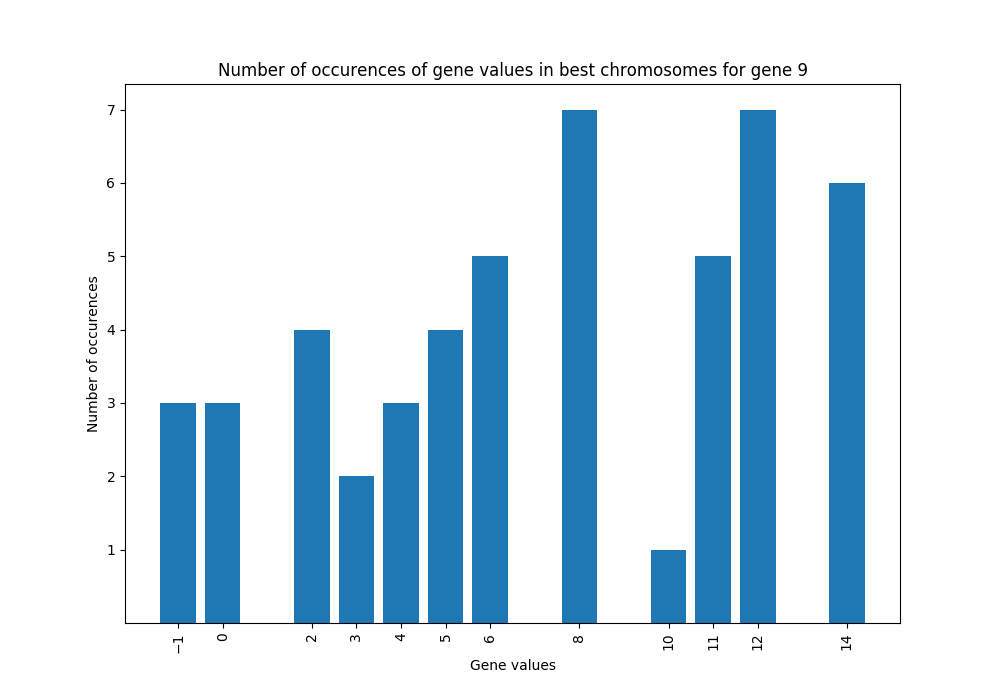 Number of occurences of gene values in best chromosomes for gene 9
7
6
5
4
3
2
1
Number of occurences
−1 0 2 3 4 5 6 8 10 11 12 14
Gene values